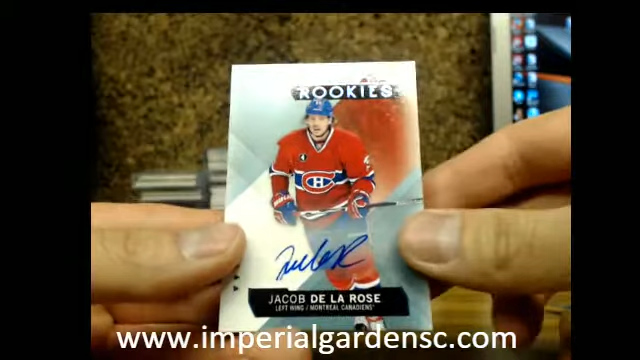 ROOKIES
JACOB DE LA ROSE
LEFT WING / MONTREAL CANADIENS
www.imperialgardensc.com